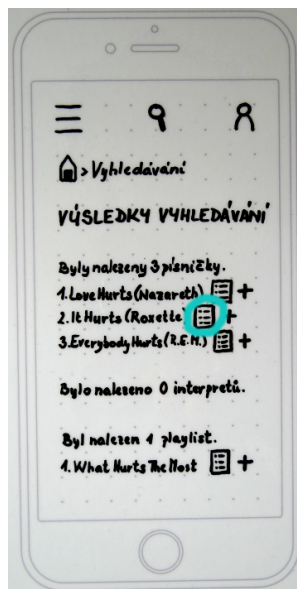 > Vyhledávání
VÝSLEDKY VYHLEDÁVÁNÍ
Byly nalezeny 3 písničky.
1. Love Hurts (Nazareth) +
2. It Hurts (Roxette) +
3. Everybody Hurts (R.E.M.) +
Bylo nalezeno 0 interpretů.
Byl nalezen 1 playlist.
1. What Hurts The Most +